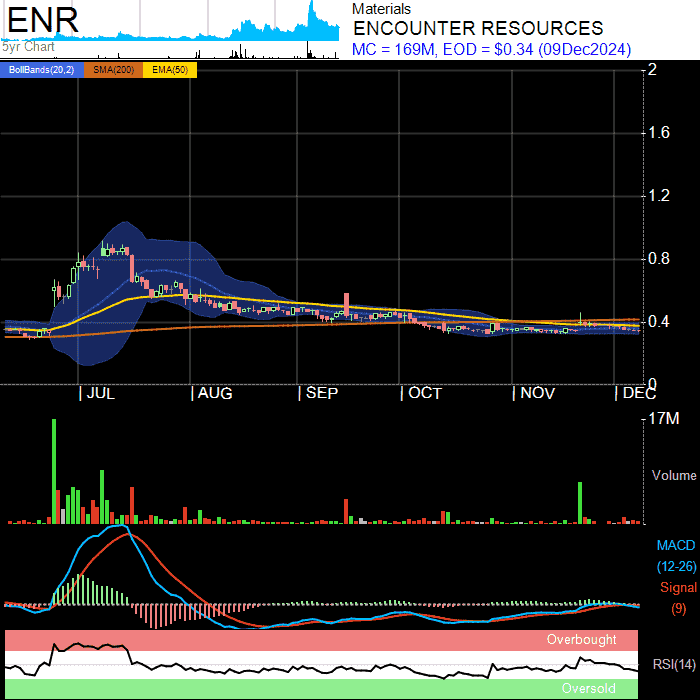 ENR
5yr Chart
Materials
ENCOUNTER RESOURCES
MC = 169M, EOD = $0.34 (09Dec2024)
BollBands(20,2) SMA(200) EMA(50)
2
1.6
1.2
0.8
0.4
0
JUL AUG SEP OCT NOV DEC
17M
Volume
MACD
(12-26)
Signal
(9)
Overbought
RSI(14)
Oversold